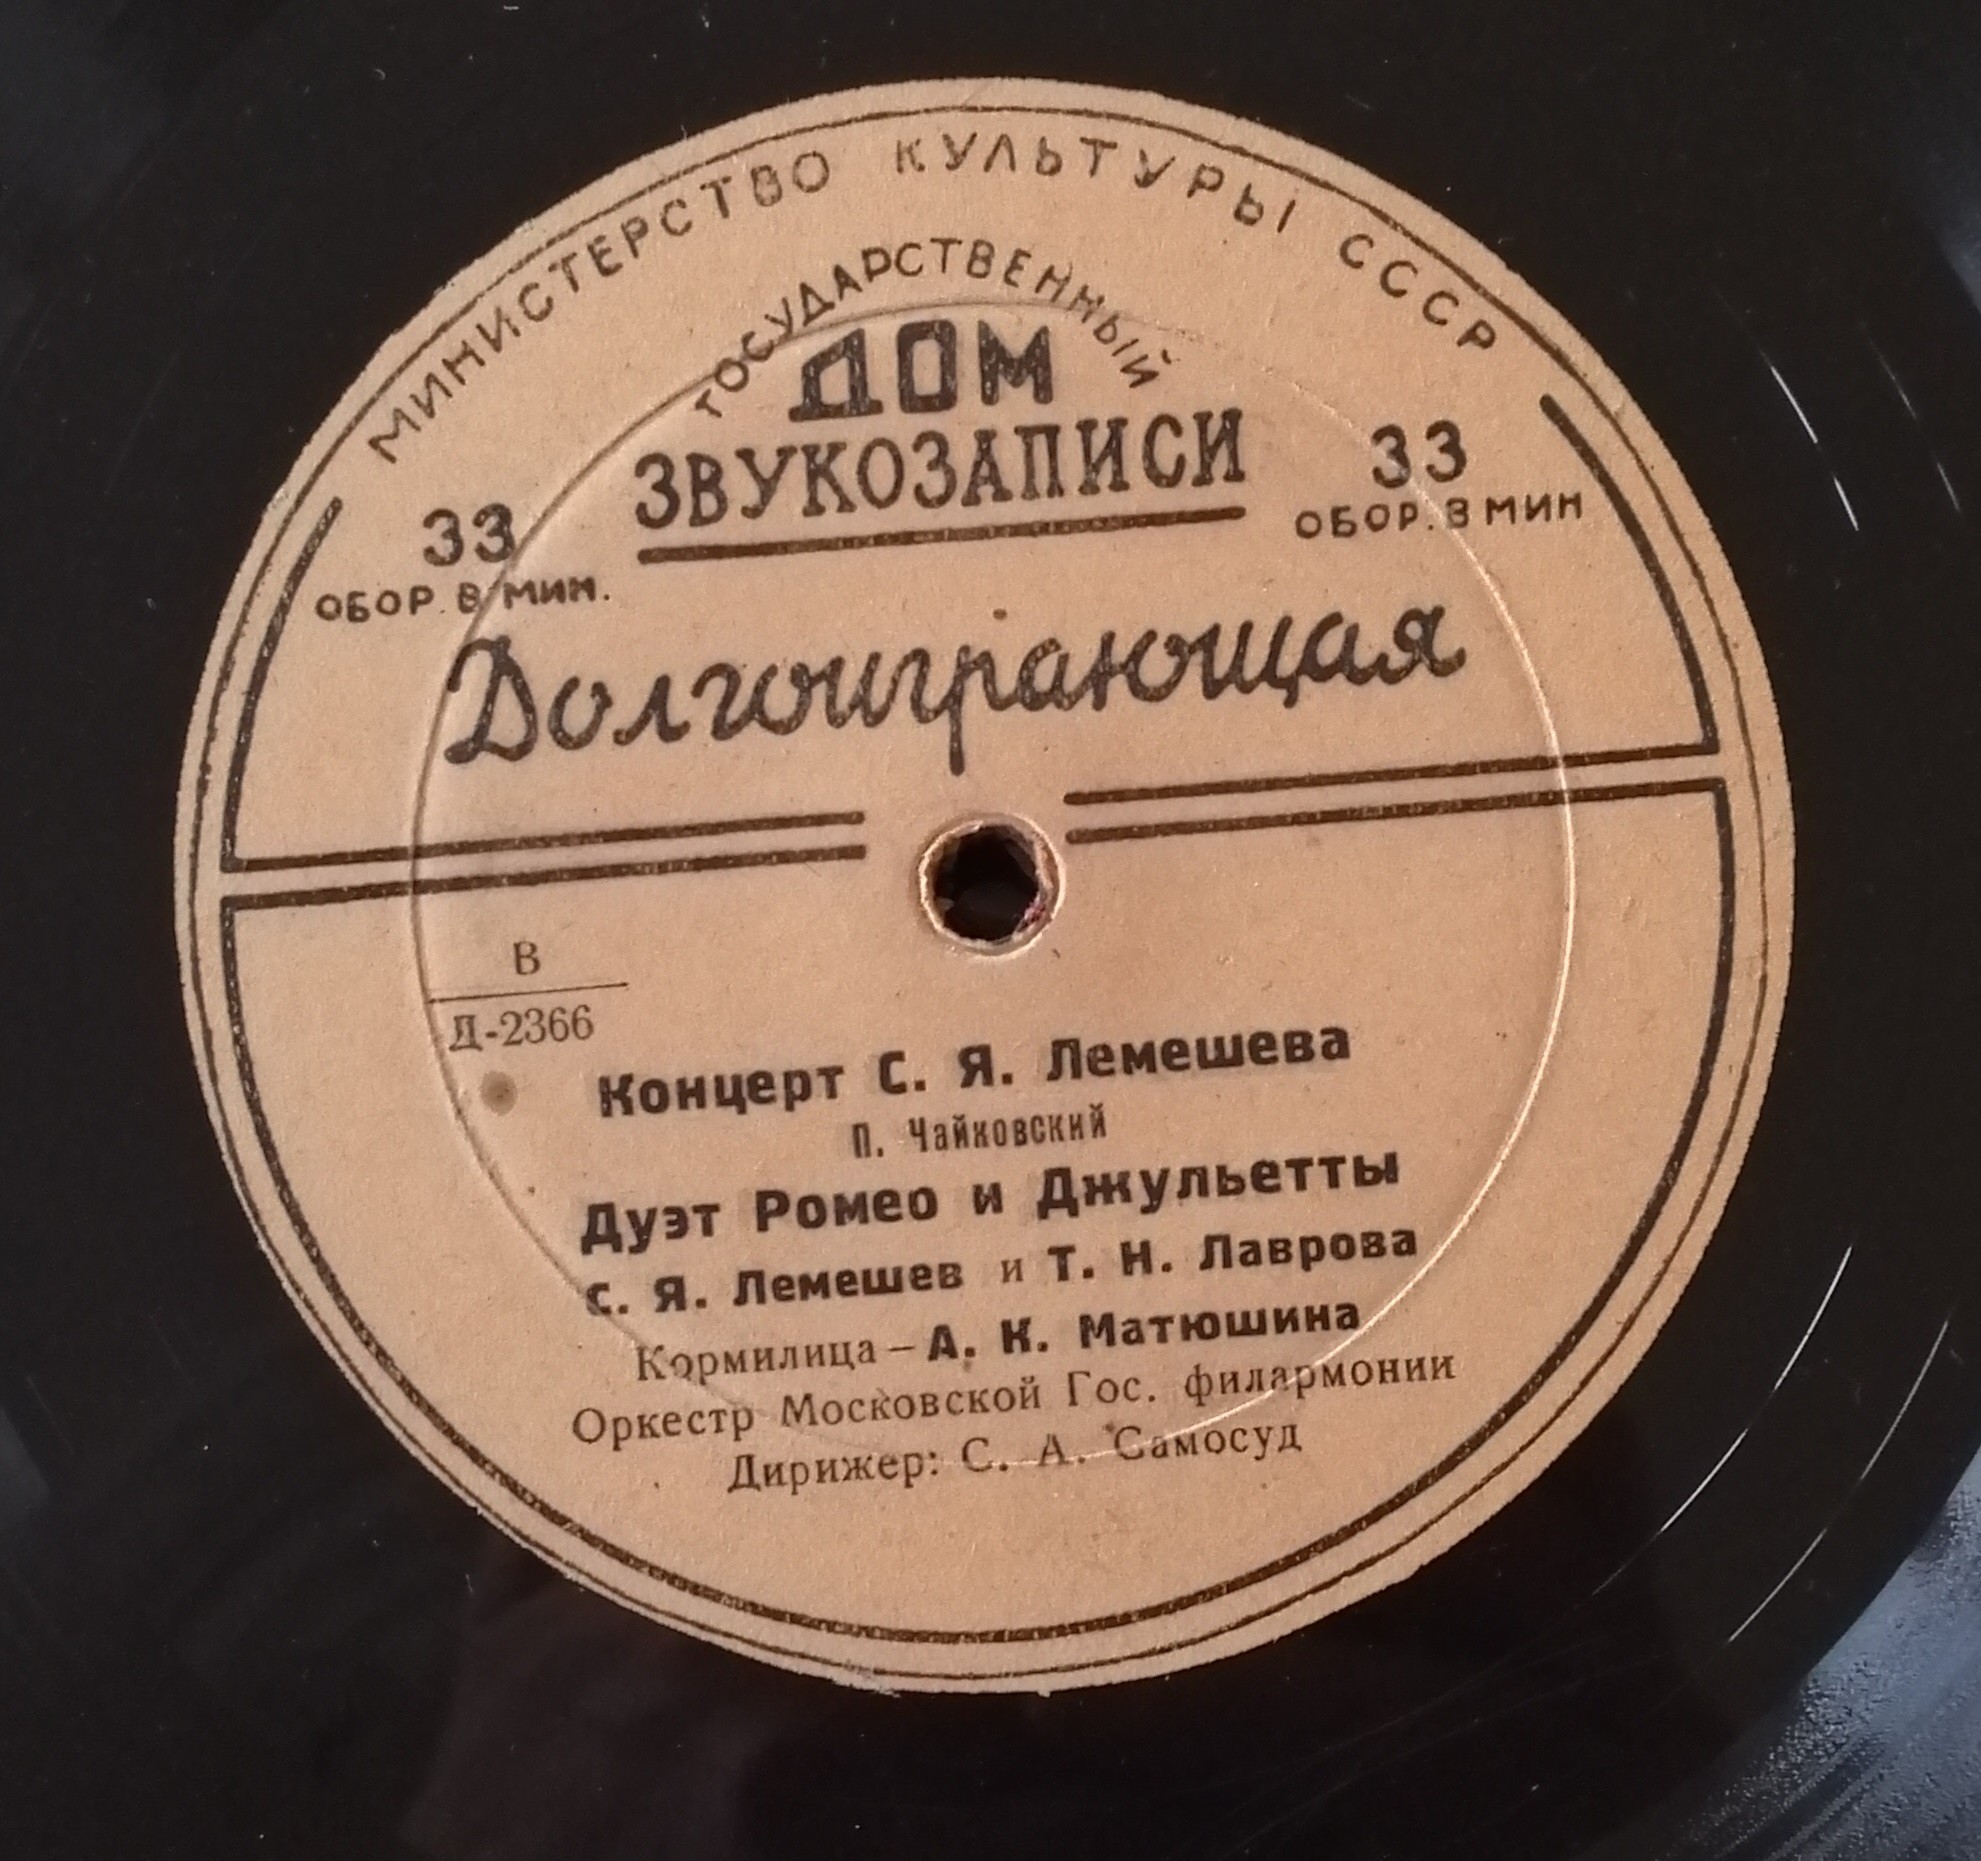 МИНИСТЕРСТВО КУЛЬТУРЫ СССР
ГОСУДАРСТВЕННЫЙ
ДОМ
ЗВУКОЗАПИСИ
33
ОБОР. В МИН.
33
ОБОР. В МИН
Долгоиграющая
В
Д-2366
Концерт С. Я. Лемешева
П. Чайковский
Дуэт Ромео и Джульетты
С. Я. Лемешев и Т. Н. Лаврова
Кормилица – А. К. Матюшина
Оркестр Московской Гос. филармонии
Дирижер: С. А. Самосуд